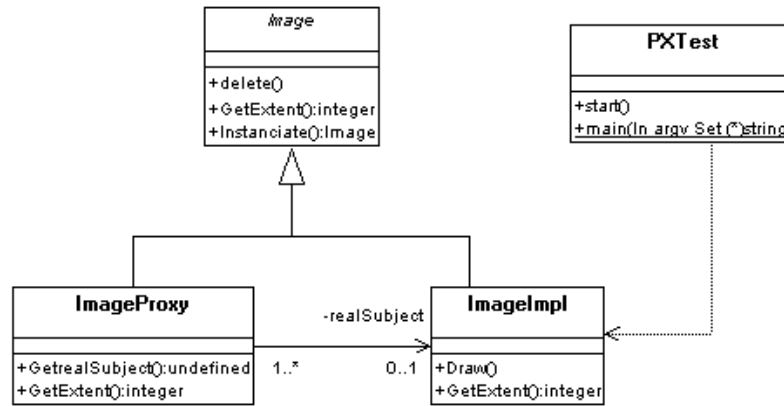 Image
+delete()
+GetExtent():integer
+Instanciate():Image
PXTest
+start()
+main(In argv Set (*)string
ImageProxy
+GetrealSubject():undefined
+GetExtent():integer
-realSubject
1..*
0..1
ImageImpl
+Draw()
+GetExtent():integer